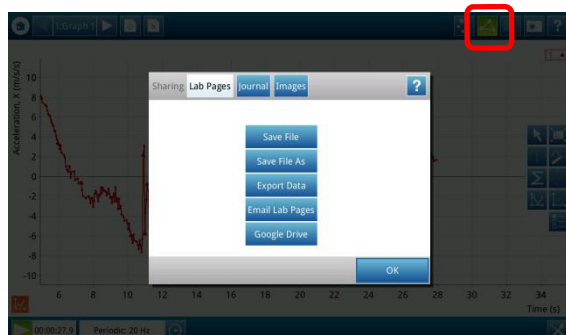 1:Graph 1
?
Acceleration, X (m/s/s)
10
8
6
4
2
0
-2
-4
-6
-8
-10
Sharing Lab Pages Journal Images ?
Save File
Save File As
Export Data
Email Lab Pages
Google Drive
OK
6 8 10 12 14 16 18 20 22 24 26 28 30 32 34
Time (s)
00:00:27.9 Periodic: 20 Hz